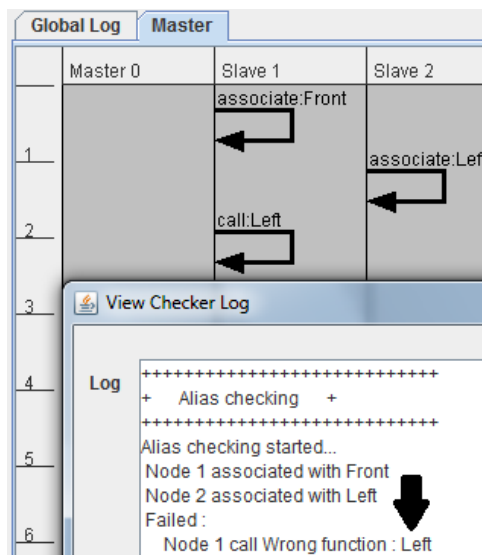 Global Log Master
Master 0 Slave 1 Slave 2
associate:Front
1
associate:Lef
call:Left
2
3
View Checker Log
4
Log
++++++++++++++++++++++++++++
+ Alias checking +
++++++++++++++++++++++++++++
Alias checking started...
5
Node 1 associated with Front
Node 2 associated with Left
Failed :
6
Node 1 call Wrong function : Left